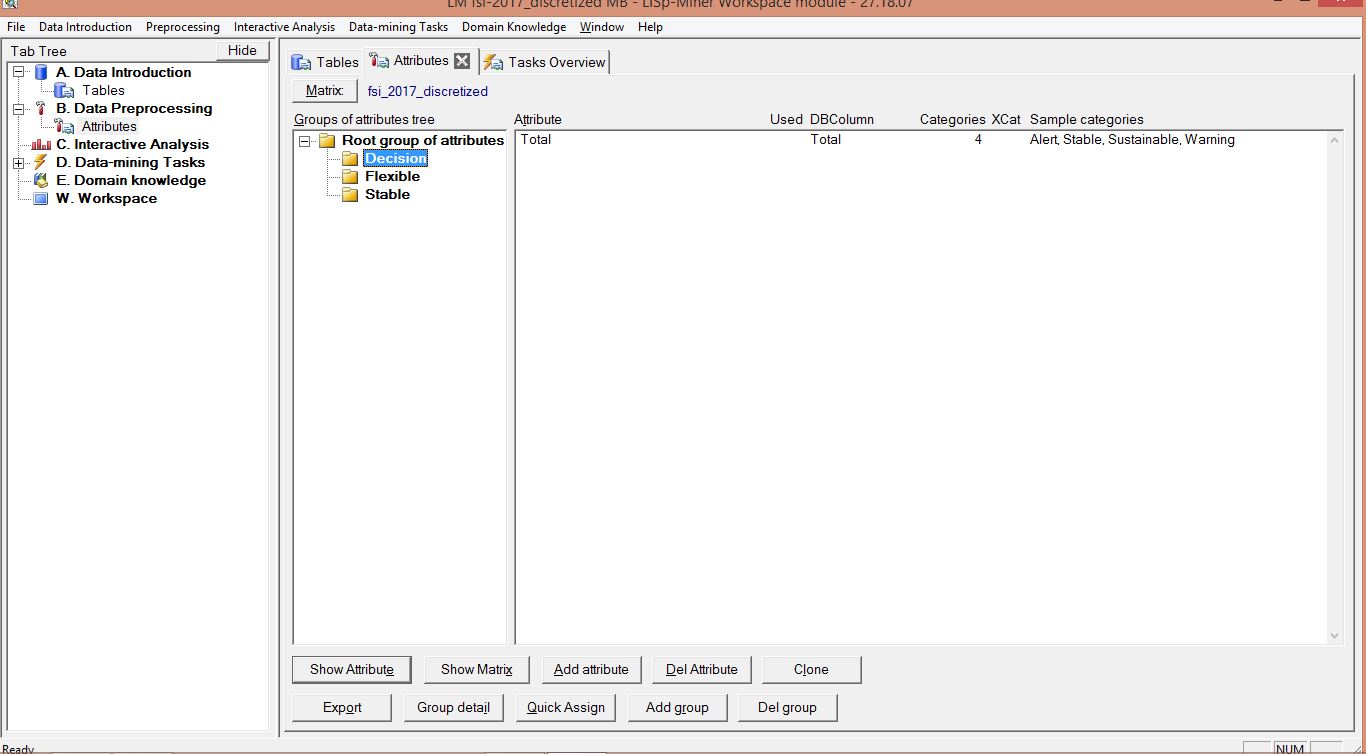 LM fsi-2017_discretized MB - LISp-Miner Workspace module - 27.18.07
File Data Introduction Preprocessing Interactive Analysis Data-mining Tasks Domain Knowledge Window Help
Tab Tree Hide
A. Data Introduction
Tables
B. Data Preprocessing
Attributes
C. Interactive Analysis
D. Data-mining Tasks
E. Domain knowledge
W. Workspace
Tables Attributes Tasks Overview
Matrix: fsi_2017_discretized
Groups of attributes tree Attribute Used DBColumn Categories XCat Sample categories
Root group of attributes
Decision
Flexible
Stable
Total Total 4 Alert, Stable, Sustainable, Warning
Show Attribute Show Matrix Add attribute Del Attribute Clone
Export Group detail Quick Assign Add group Del group
Ready NUM